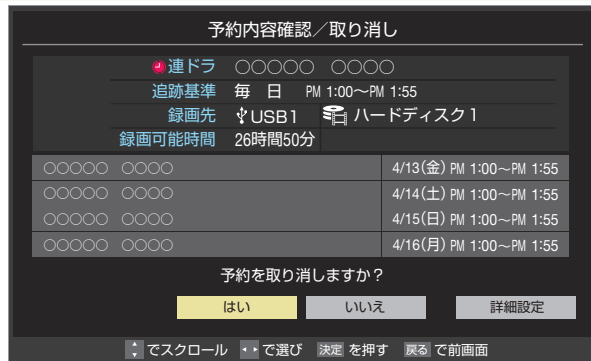 予約内容確認／取り消し
連ドラ ○○○○○ ○○○○
追跡基準 毎 日 PM 1:00～PM 1:55
録画先 USB1 ハードディスク1
録画可能時間 26時間50分
○○○○○ ○○○○ 4/13(金) PM 1:00～PM 1:55
○○○○○ ○○○○ 4/14(土) PM 1:00～PM 1:55
○○○○○ ○○○○ 4/15(日) PM 1:00～PM 1:55
○○○○○ ○○○○ 4/16(月) PM 1:00～PM 1:55
予約を取り消しますか？
はい いいえ 詳細設定
でスクロール で選び 決定 を押す 戻る で前画面